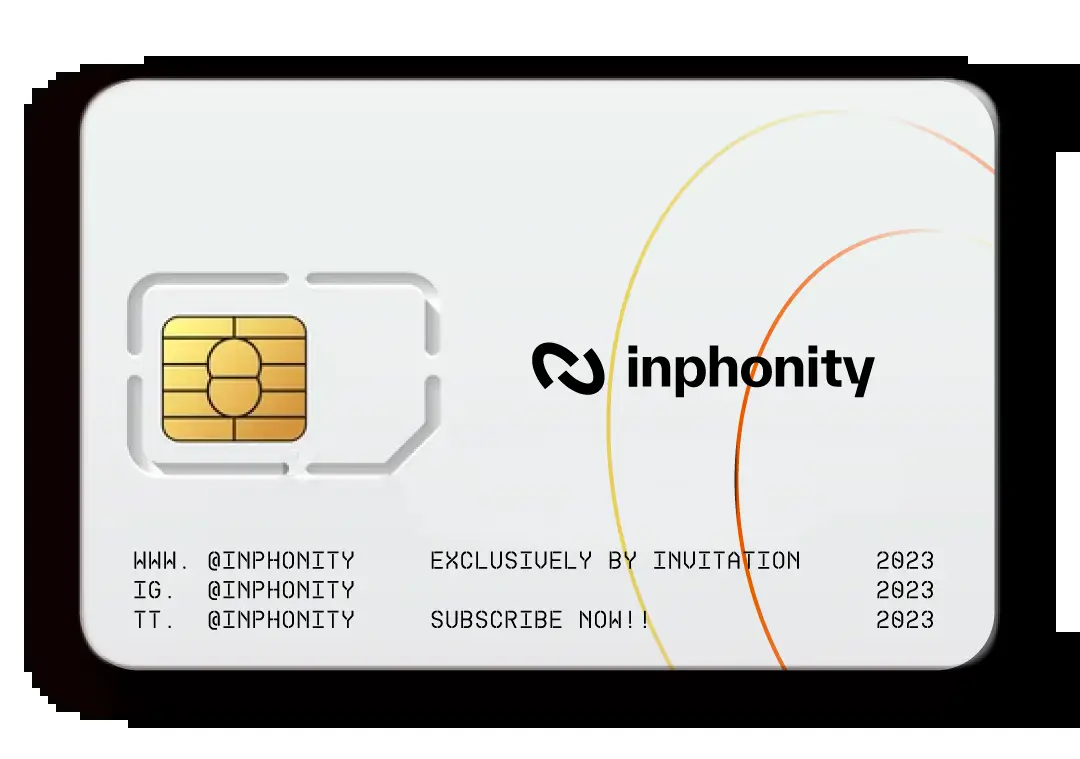 inphonity
WWW. @INPHONITY EXCLUSIVELY BY INVITATION 2023
IG. @INPHONITY 2023
TT. @INPHONITY SUBSCRIBE NOW!! 2023